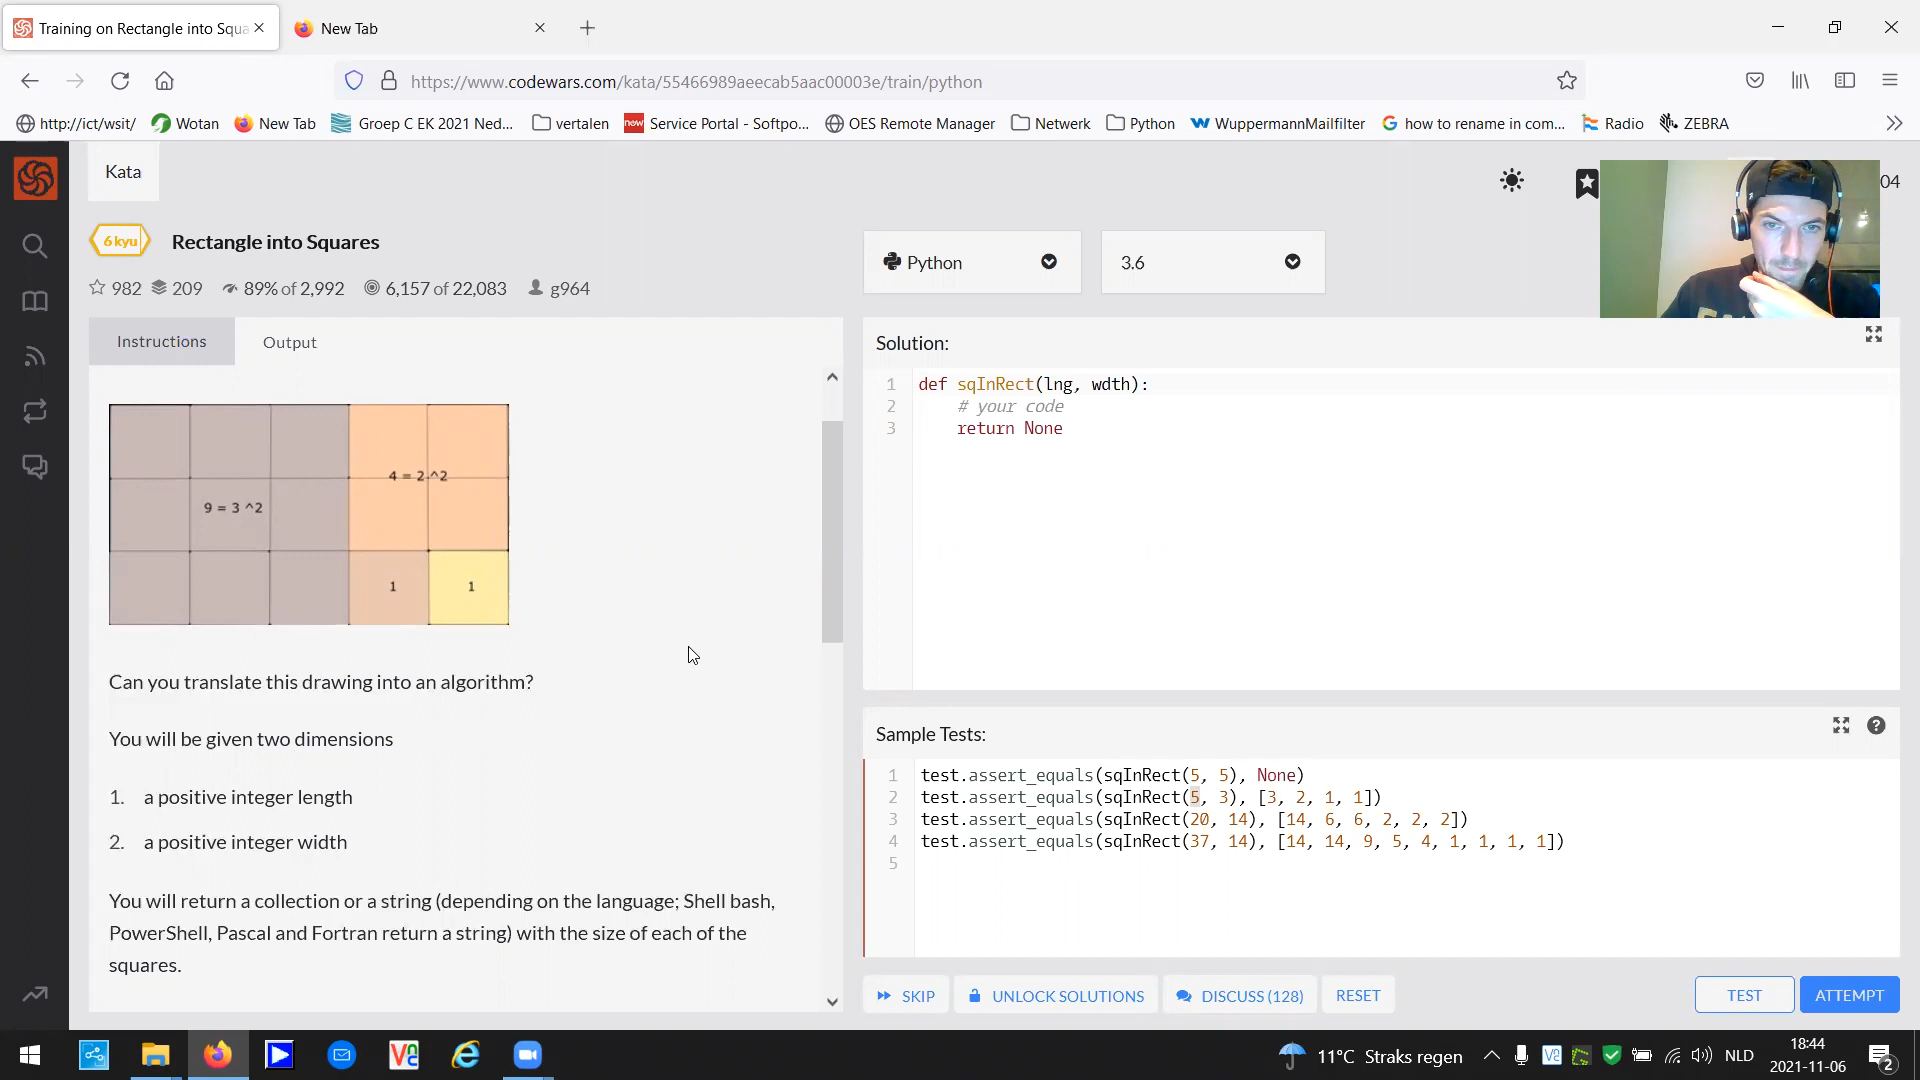 Training on Rectangle into Squa
New Tab
https://www.codewars.com/kata/55466989aeecab5aac00003e/train/python
http://ict/wsit/ Wotan New Tab Groep C EK 2021 Ned... vertalen new Service Portal - Softpo... OES Remote Manager Netwerk Python WuppermannMailfilter how to rename in com... Radio ZEBRA
Kata
04
6 kyu Rectangle into Squares
982 209 89% of 2,992 6,157 of 22,083 g964
Python 3.6
Instructions Output
4 = 2 ^2
9 = 3 ^2
1 1
Can you translate this drawing into an algorithm?
You will be given two dimensions
1. a positive integer length
2. a positive integer width
You will return a collection or a string (depending on the language; Shell bash,
PowerShell, Pascal and Fortran return a string) with the size of each of the
squares.
Solution:
1 def sqInRect(lng, wdth):
2 # your code
3 return None
Sample Tests:
1 test.assert_equals(sqInRect(5, 5), None)
2 test.assert_equals(sqInRect(5, 3), [3, 2, 1, 1])
3 test.assert_equals(sqInRect(20, 14), [14, 6, 6, 2, 2, 2])
4 test.assert_equals(sqInRect(37, 14), [14, 14, 9, 5, 4, 1, 1, 1, 1])
5
SKIP UNLOCK SOLUTIONS DISCUSS (128) RESET TEST ATTEMPT
11°C Straks regen NLD
18:44
2021-11-06
2